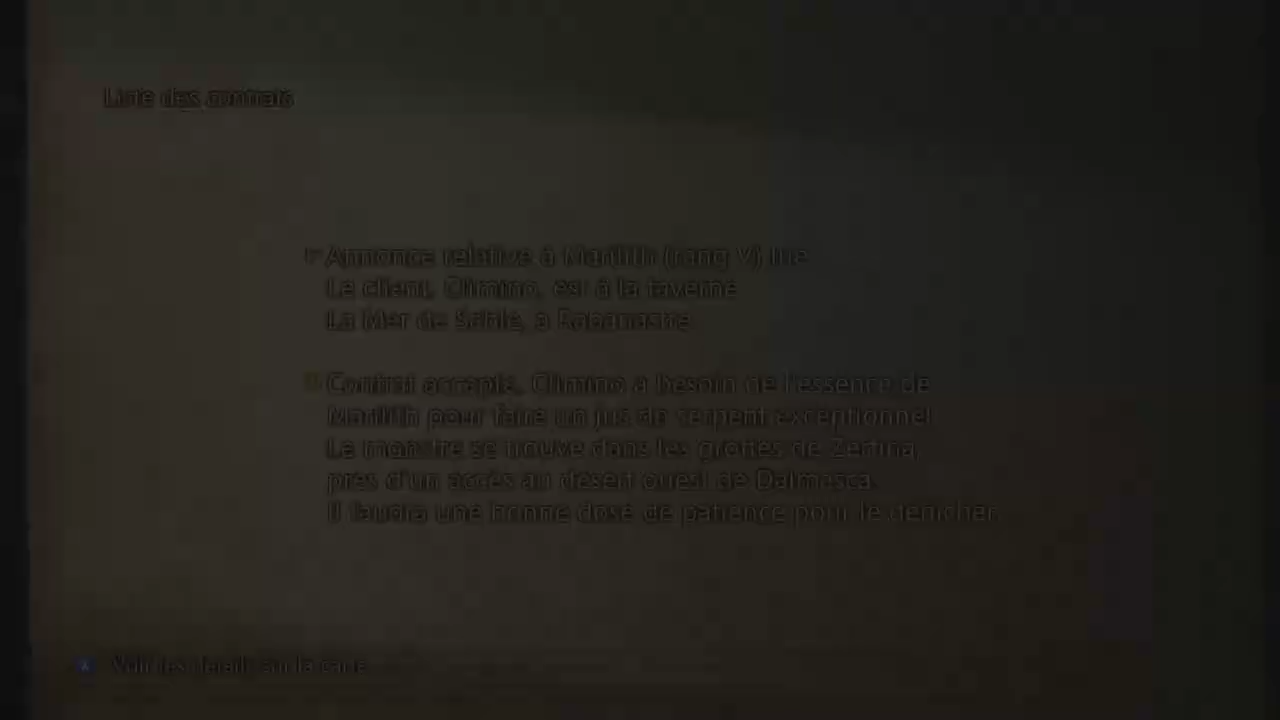 Liste des contrats
Annonce relative à Marilith (rang V) lue
Le client, Olimino, est à la taverne
La Mer de Sable, à Rabanastre
Contrat accepté. Olimino a besoin de l'essence de
Marilith pour faire un jus de serpent exceptionnel.
Le monstre se trouve dans les grottes de Zertina,
près d'un accès au désert ouest de Dalmasca.
Il faudra une bonne dose de patience pour le dénicher.
Voir les détails sur la carte